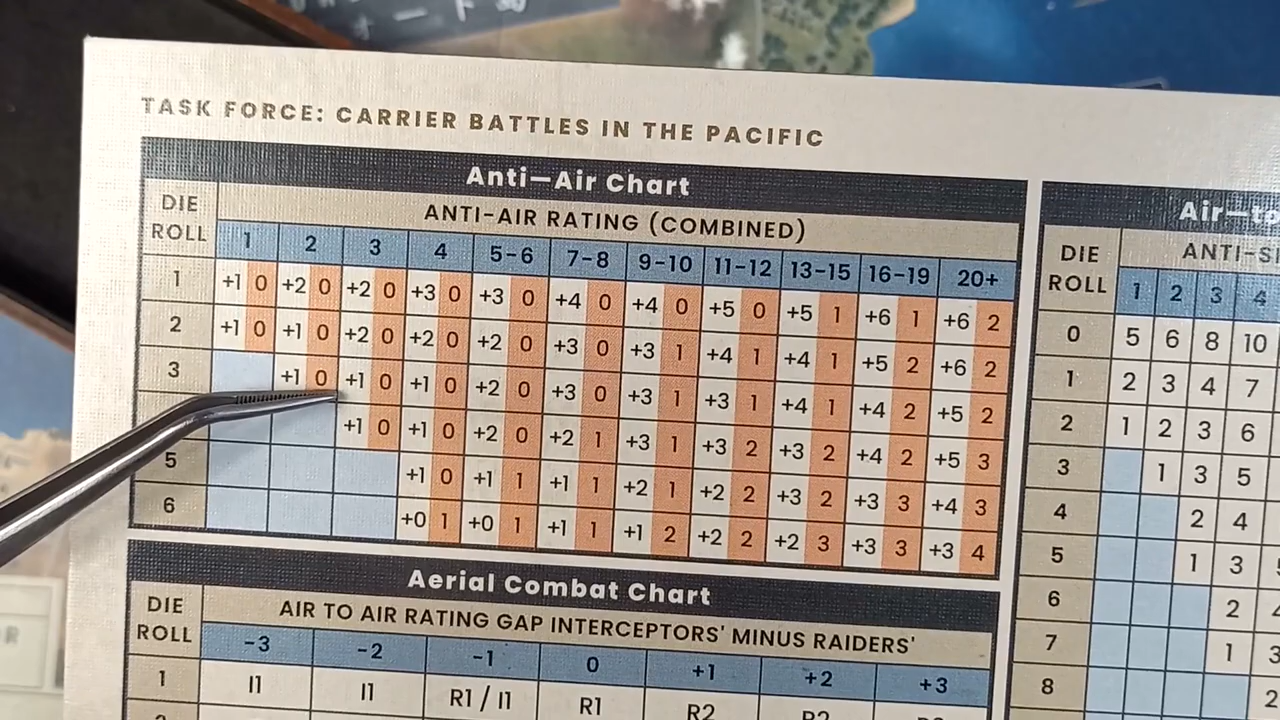 TASK FORCE: CARRIER BATTLES IN THE PACIFIC
Anti–Air Chart
DIE ROLL
ANTI-AIR RATING (COMBINED)
1 2 3 4 5-6 7-8 9-10 11-12 13-15 16-19 20+
1 +1 0 +2 0 +2 0 +3 0 +3 0 +4 0 +4 0 +5 0 +5 1 +6 1 +6 2
2 +1 0 +1 0 +2 0 +2 0 +2 0 +3 0 +3 1 +4 1 +4 1 +5 2 +6 2
3 +1 0 +1 0 +1 0 +2 0 +3 0 +3 1 +3 1 +4 1 +4 2 +5 2
+1 0 +1 0 +2 0 +2 1 +3 1 +3 2 +3 2 +4 2 +5 3
5 +1 0 +1 1 +1 1 +2 1 +2 2 +3 2 +3 3 +4 3
6 +0 1 +0 1 +1 1 +1 2 +2 2 +2 3 +3 3 +3 4
Aerial Combat Chart
DIE ROLL
AIR TO AIR RATING GAP INTERCEPTORS' MINUS RAIDERS'
-3 -2 -1 0 +1 +2 +3
1 I1 I1 R1 / I1 R1 R2
Air–to
DIE ROLL
ANTI-S
1 2 3 4
0 5 6 8 10
1 2 3 4 7
2 1 2 3 6
3 1 3 5
4 2 4
5 1 3
6 2
7 1
8